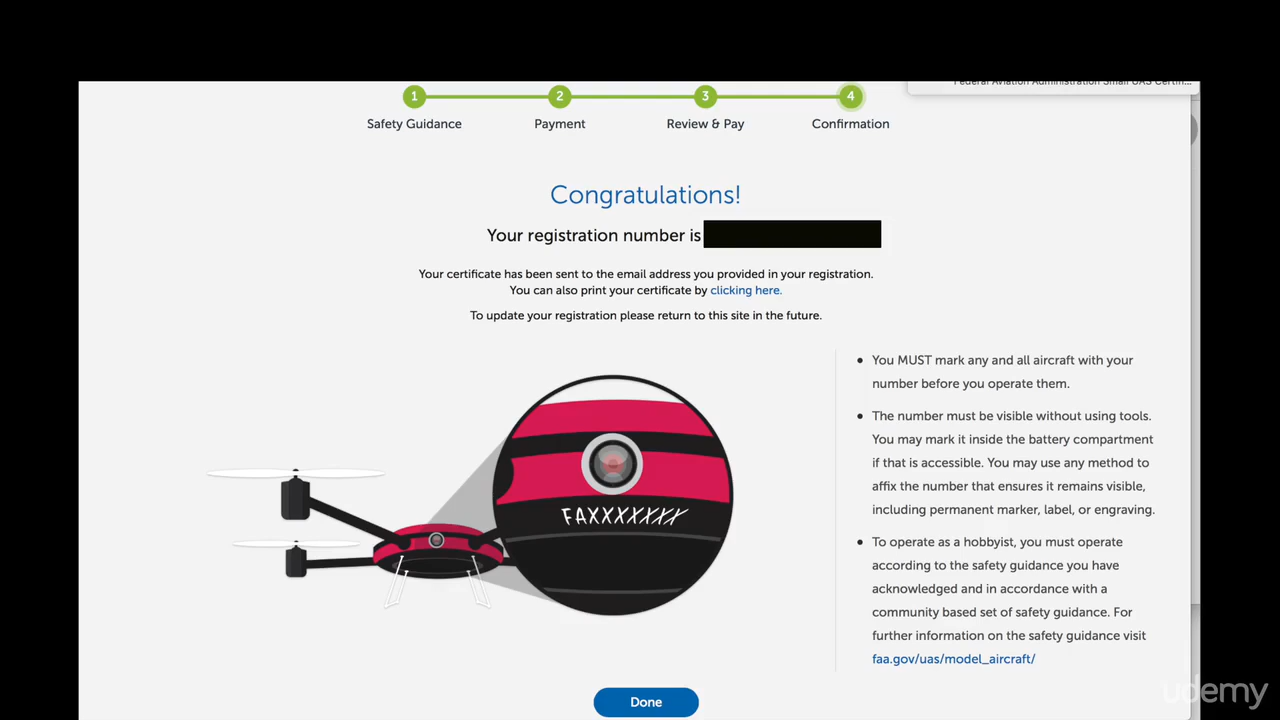 Federal Aviation Administration Small UAS Certifi...
1
2
3
4
Safety Guidance
Payment
Review & Pay
Confirmation
Congratulations!
Your registration number is
Your certificate has been sent to the email address you provided in your registration.
You can also print your certificate by clicking here.
To update your registration please return to this site in the future.
FAXXXXXXX
• You MUST mark any and all aircraft with your
number before you operate them.
• The number must be visible without using tools.
You may mark it inside the battery compartment
if that is accessible. You may use any method to
affix the number that ensures it remains visible,
including permanent marker, label, or engraving.
• To operate as a hobbyist, you must operate
according to the safety guidance you have
acknowledged and in accordance with a
community based set of safety guidance. For
further information on the safety guidance visit
faa.gov/uas/model_aircraft/
Done
udemy